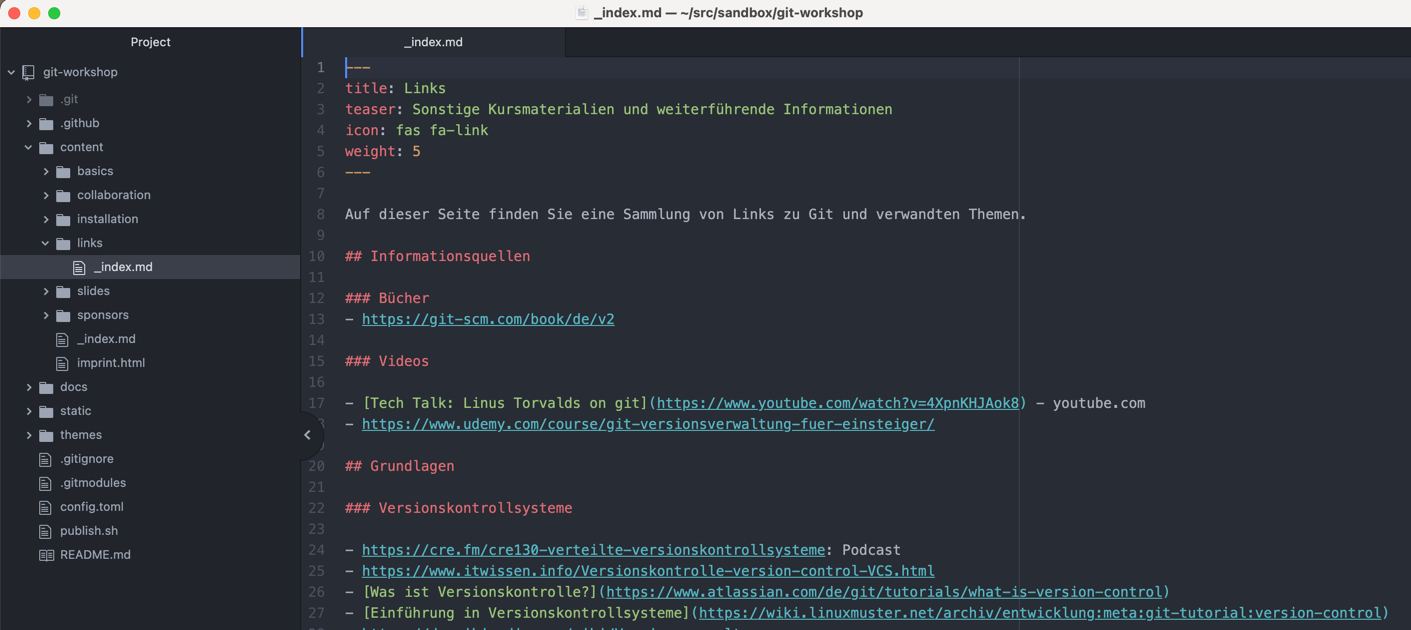 _index.md — ~/src/sandbox/git-workshop
Project
git-workshop
.git
.github
content
basics
collaboration
installation
links
_index.md
slides
sponsors
_index.md
imprint.html
docs
static
themes
.gitignore
.gitmodules
config.toml
publish.sh
README.md
_index.md
1 ---
2 title: Links
3 teaser: Sonstige Kursmaterialien und weiterführende Informationen
4 icon: fas fa-link
5 weight: 5
6 ---
7
8 Auf dieser Seite finden Sie eine Sammlung von Links zu Git und verwandten Themen.
9
10 ## Informationsquellen
11
12 ### Bücher
13 - https://git-scm.com/book/de/v2
14
15 ### Videos
16
17 - [Tech Talk: Linus Torvalds on git](https://www.youtube.com/watch?v=4XpnKHJAok8) - youtube.com
- https://www.udemy.com/course/git-versionsverwaltung-fuer-einsteiger/
20 ## Grundlagen
21
22 ### Versionskontrollsysteme
23
24 - https://cre.fm/cre130-verteilte-versionskontrollsysteme: Podcast
25 - https://www.itwissen.info/Versionskontrolle-version-control-VCS.html
26 - [Was ist Versionskontrolle?](https://www.atlassian.com/de/git/tutorials/what-is-version-control)
27 - [Einführung in Versionskontrollsysteme](https://wiki.linuxmuster.net/archiv/entwicklung:meta:git-tutorial:version-control)